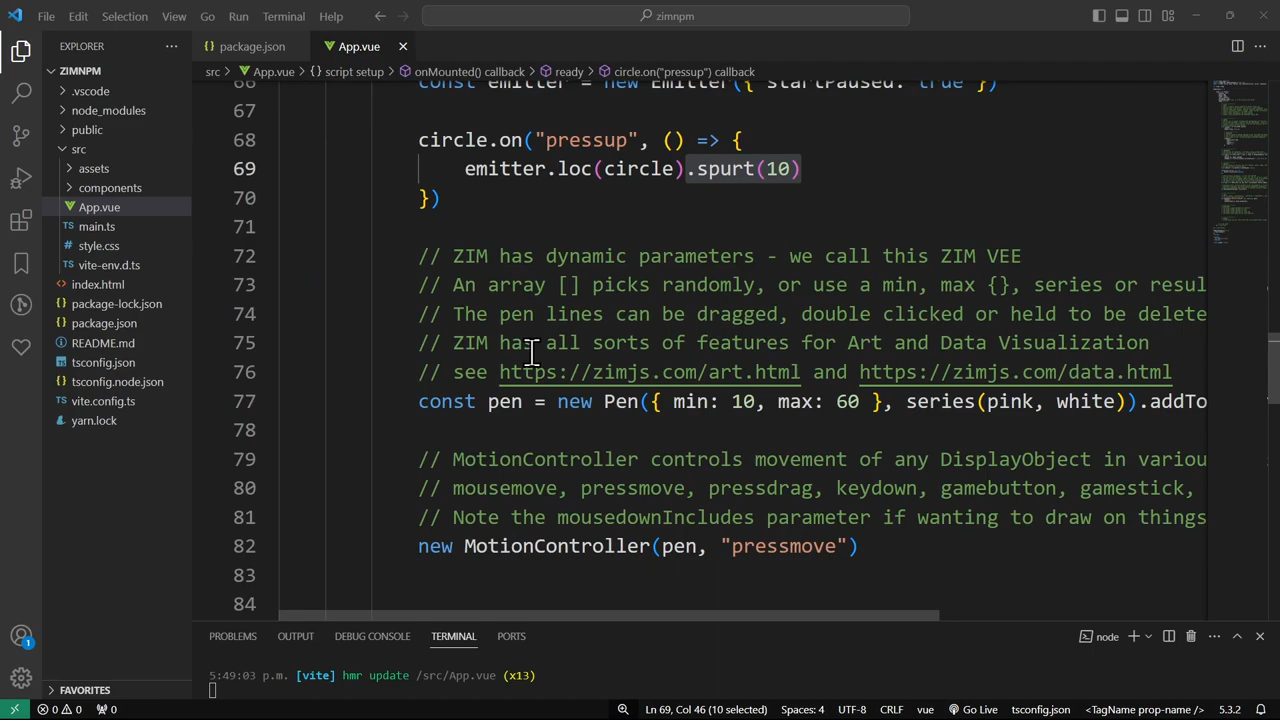 File Edit Selection View Go Run Terminal Help zimnpm
EXPLORER
package.json
App.vue
ZIMNPM
.vscode
node_modules
public
src
assets
components
App.vue
main.ts
style.css
vite-env.d.ts
index.html
package-lock.json
package.json
README.md
tsconfig.json
tsconfig.node.json
vite.config.ts
yarn.lock
FAVORITES
src > App.vue > {} script setup > onMounted() callback > ready > circle.on("pressup") callback
66 const emitter = new Emitter({ startPaused: true })
67
68 circle.on("pressup", () => {
69 emitter.loc(circle).spurt(10)
70 })
71
72 // ZIM has dynamic parameters - we call this ZIM VEE
73 // An array [] picks randomly, or use a min, max {}, series or resul
74 // The pen lines can be dragged, double clicked or held to be delete
75 // ZIM has all sorts of features for Art and Data Visualization
76 // see https://zimjs.com/art.html and https://zimjs.com/data.html
77 const pen = new Pen({ min: 10, max: 60 }, series(pink, white)).addTo
78
79 // MotionController controls movement of any DisplayObject in variou
80 // mousemove, pressmove, pressdrag, keydown, gamebutton, gamestick,
81 // Note the mousedownIncludes parameter if wanting to draw on things
82 new MotionController(pen, "pressmove")
83
84
PROBLEMS OUTPUT DEBUG CONSOLE TERMINAL PORTS node
5:49:03 p.m. [vite] hmr update /src/App.vue (x13)
1
0 0 0 Ln 69, Col 46 (10 selected) Spaces: 4 UTF-8 CRLF vue Go Live tsconfig.json <TagName prop-name /> 5.3.2